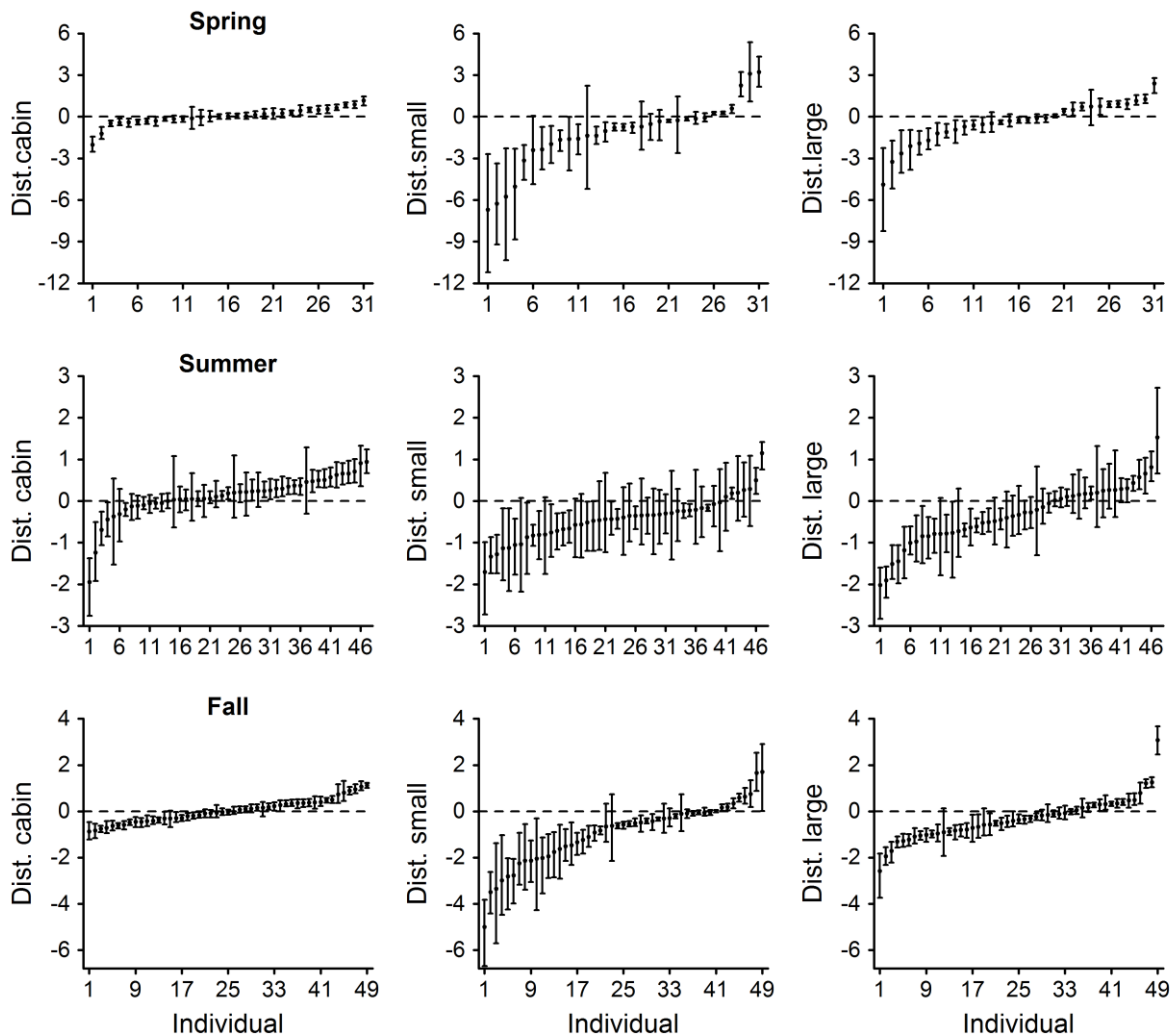 Spring
Dist.cabin
6
3
0
-3
-6
-9
-12
1 6 11 16 21 26 31
Dist.small
6
3
0
-3
-6
-9
-12
1 6 11 16 21 26 31
Dist.large
6
3
0
-3
-6
-9
-12
1 6 11 16 21 26 31
Summer
Dist. cabin
3
2
1
0
-1
-2
-3
1 6 11 16 21 26 31 36 41 46
Dist. small
3
2
1
0
-1
-2
-3
1 6 11 16 21 26 31 36 41 46
Dist. large
3
2
1
0
-1
-2
-3
1 6 11 16 21 26 31 36 41 46
Fall
Dist. cabin
4
2
0
-2
-4
-6
1 9 17 25 33 41 49
Individual
Dist. small
4
2
0
-2
-4
-6
1 9 17 25 33 41 49
Individual
Dist. large
4
2
0
-2
-4
-6
1 9 17 25 33 41 49
Individual